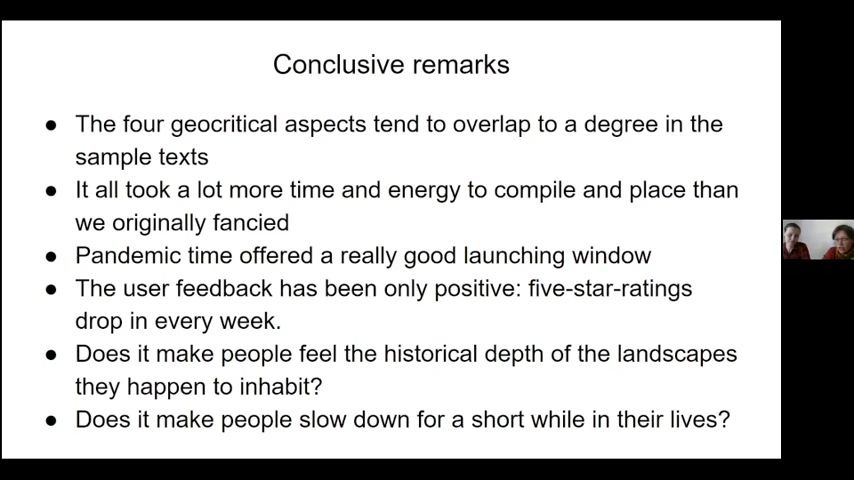 Conclusive remarks
● The four geocritical aspects tend to overlap to a degree in the
sample texts
● It all took a lot more time and energy to compile and place than
we originally fancied
● Pandemic time offered a really good launching window
● The user feedback has been only positive: five-star-ratings
drop in every week.
● Does it make people feel the historical depth of the landscapes
they happen to inhabit?
● Does it make people slow down for a short while in their lives?